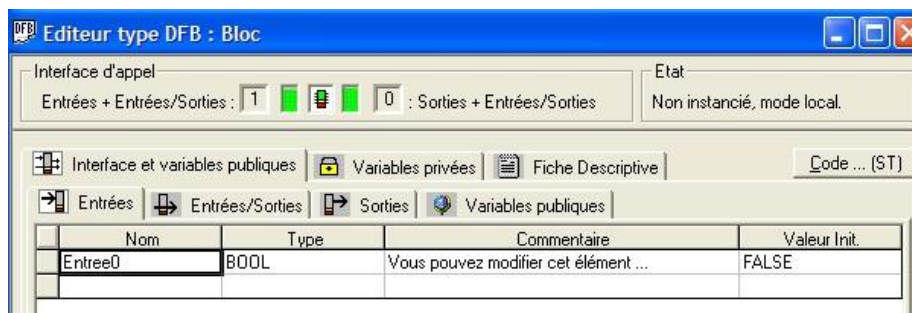 DFB Editeur type DFB : Bloc
Interface d'appel
Entrées + Entrées/Sorties : 1 0 : Sorties + Entrées/Sorties
Etat
Non instancié, mode local.
Interface et variables publiques Variables privées Fiche Descriptive Code ... (ST)
Entrées Entrées/Sorties Sorties Variables publiques
Nom Type Commentaire Valeur Init.
Entree0 BOOL Vous pouvez modifier cet élément ... FALSE